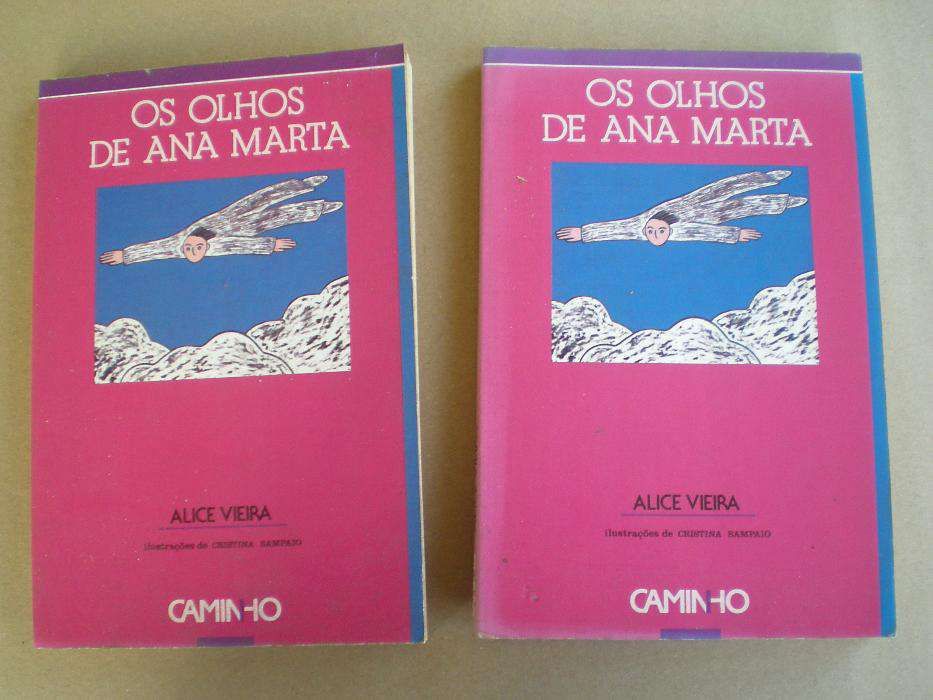 OS OLHOS
DE ANA MARTA
ALICE VIEIRA
ilustrações de CRISTINA SAMPAIO
CAMINHO
OS OLHOS
DE ANA MARTA
ALICE VIEIRA
ilustrações de CRISTINA SAMPAIO
CAMINHO